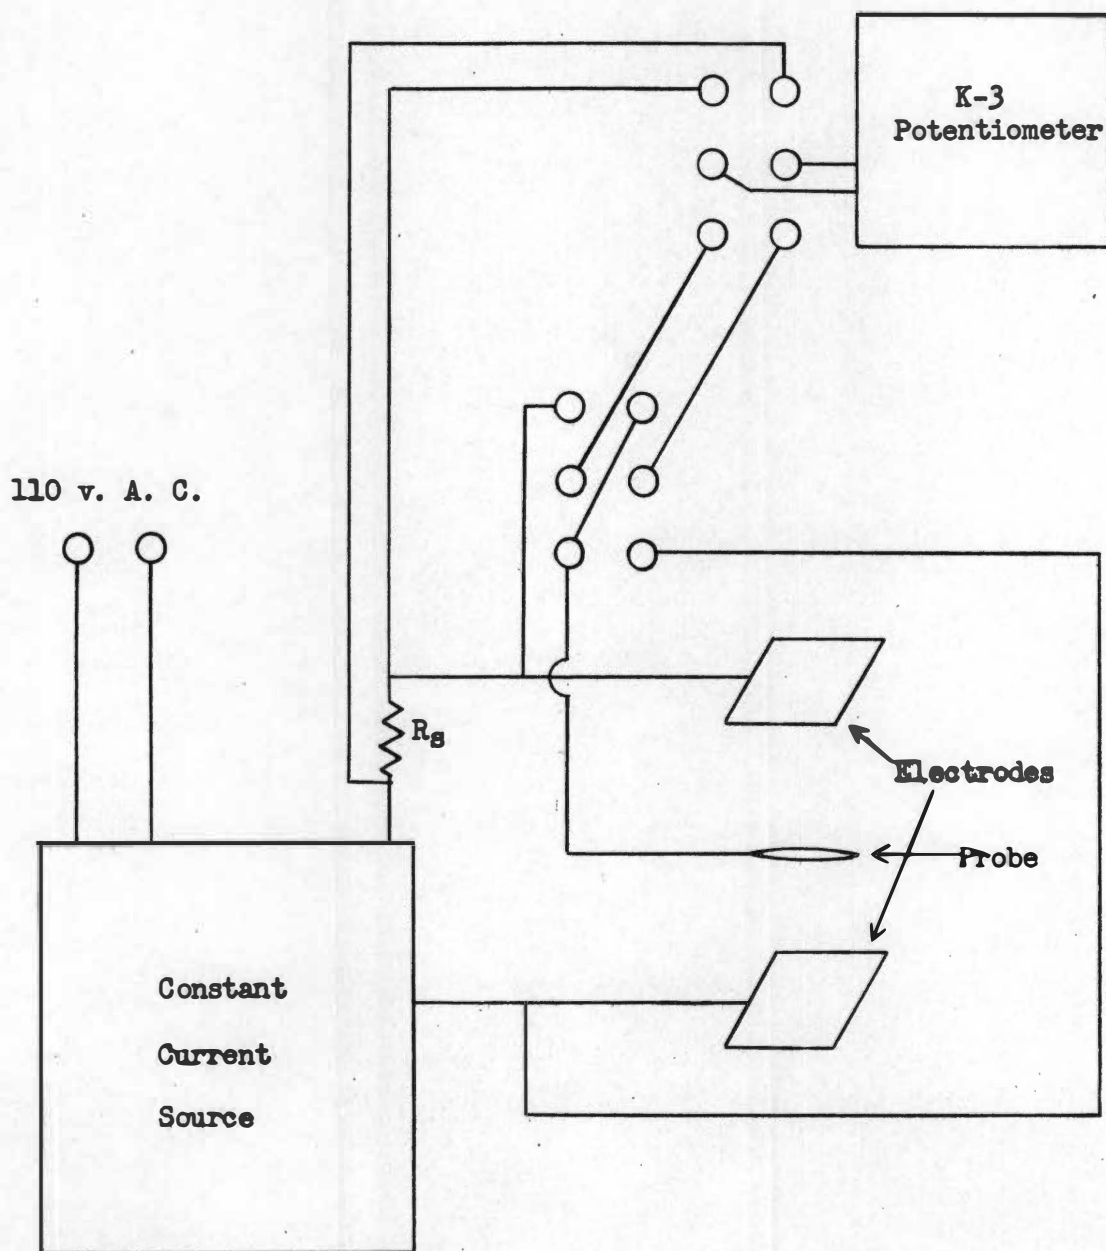 K-3
Potentiometer
110 v. A. C.
Rs
Electrodes
Probe
Constant
Current
Source